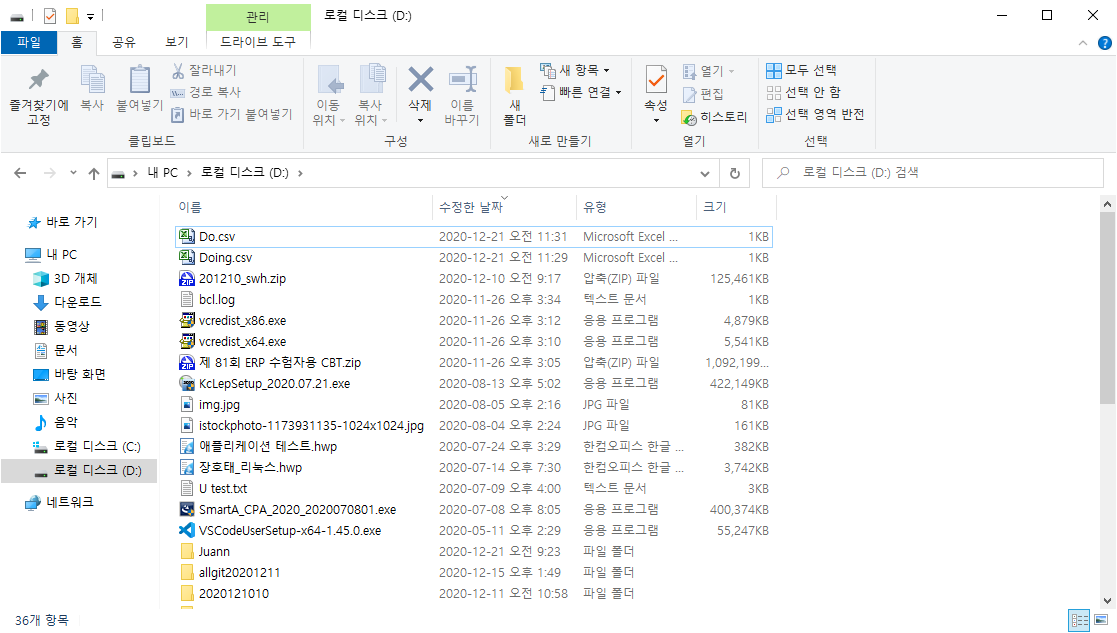 관리
로컬 디스크 (D:)
파일 홈 공유 보기 드라이브 도구
즐겨찾기에 고정
복사
붙여넣기
잘라내기
경로 복사
바로 가기 붙여넣기
클립보드
이동 위치
복사 위치
삭제
이름 바꾸기
구성
새 폴더
새 항목
빠른 연결
새로 만들기
속성
열기
편집
히스토리
열기
모두 선택
선택 안 함
선택 영역 반전
선택
내 PC 로컬 디스크 (D:)
로컬 디스크 (D:) 검색
바로 가기
내 PC
3D 개체
다운로드
동영상
문서
바탕 화면
사진
음악
로컬 디스크 (C:)
로컬 디스크 (D:)
네트워크
이름 수정한 날짜 유형 크기
Do.csv 2020-12-21 오전 11:31 Microsoft Excel ... 1KB
Doing.csv 2020-12-21 오전 11:29 Microsoft Excel ... 1KB
201210_swh.zip 2020-12-10 오전 9:17 압축(ZIP) 파일 125,461KB
bcl.log 2020-11-26 오후 3:34 텍스트 문서 1KB
vcredist_x86.exe 2020-11-26 오후 3:12 응용 프로그램 4,879KB
vcredist_x64.exe 2020-11-26 오후 3:10 응용 프로그램 5,541KB
제 81회 ERP 수험자용 CBT.zip 2020-11-26 오후 3:05 압축(ZIP) 파일 1,092,199...
KcLepSetup_2020.07.21.exe 2020-08-13 오후 5:02 응용 프로그램 422,149KB
img.jpg 2020-08-05 오후 2:16 JPG 파일 81KB
istockphoto-1173931135-1024x1024.jpg 2020-08-04 오후 2:24 JPG 파일 161KB
애플리케이션 테스트.hwp 2020-07-24 오후 3:29 한컴오피스 한글 ... 382KB
장호태_리눅스.hwp 2020-07-14 오후 7:30 한컴오피스 한글 ... 3,742KB
U test.txt 2020-07-09 오후 4:00 텍스트 문서 3KB
SmartA_CPA_2020_2020070801.exe 2020-07-08 오후 8:05 응용 프로그램 400,374KB
VSCodeUserSetup-x64-1.45.0.exe 2020-05-11 오후 2:29 응용 프로그램 55,247KB
Juann 2020-12-21 오전 9:23 파일 폴더
allgit20201211 2020-12-15 오후 1:49 파일 폴더
2020121010 2020-12-11 오전 10:58 파일 폴더
36개 항목